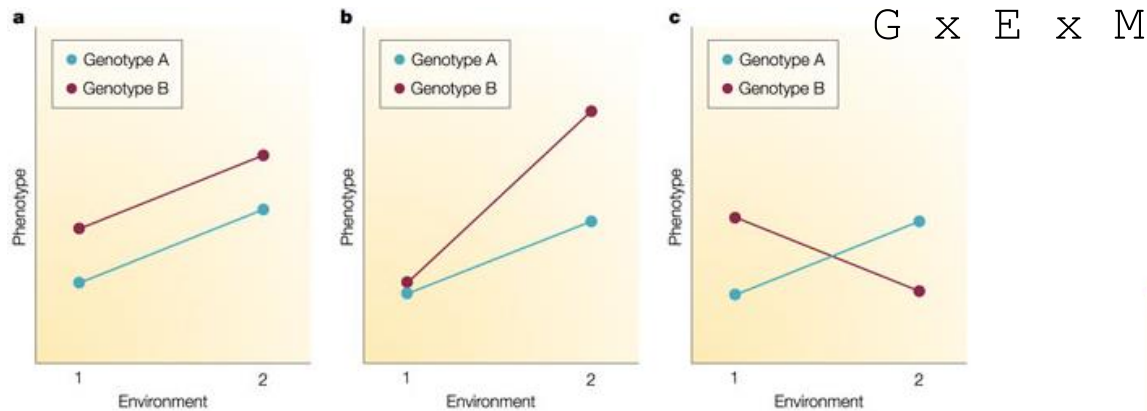 G x E x M
a
Genotype A
Genotype B
Phenotype
1
2
Environment
b
Genotype A
Genotype B
Phenotype
1
2
Environment
c
Genotype A
Genotype B
Phenotype
1
2
Environment